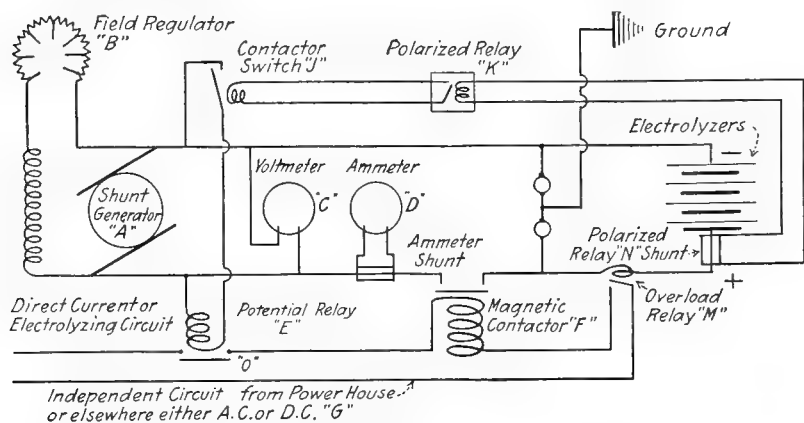 Field Regulator
"B"
Contactor
Switch "J"
Polarized Relay
"K"
Ground
Electrolyzers
−
Voltmeter
"C"
Ammeter
"D"
Shunt
Generator
"A"
Ammeter
Shunt
Polarized
Relay "N" Shunt
+
Direct Current or
Electrolyzing Circuit
Potential Relay
"E"
Magnetic
Contactor "F"
Overload
Relay "M"
"O"
Independent Circuit from Power House
or elsewhere either A.C. or D.C. "G"